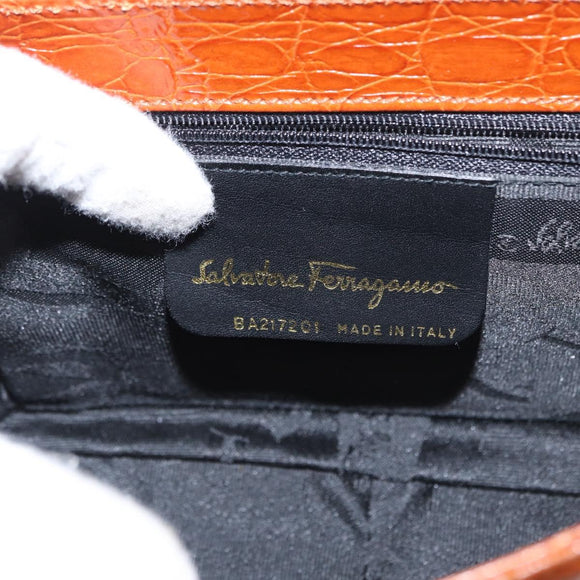 Salvatore Ferragamo
BA217201 MADE IN ITALY